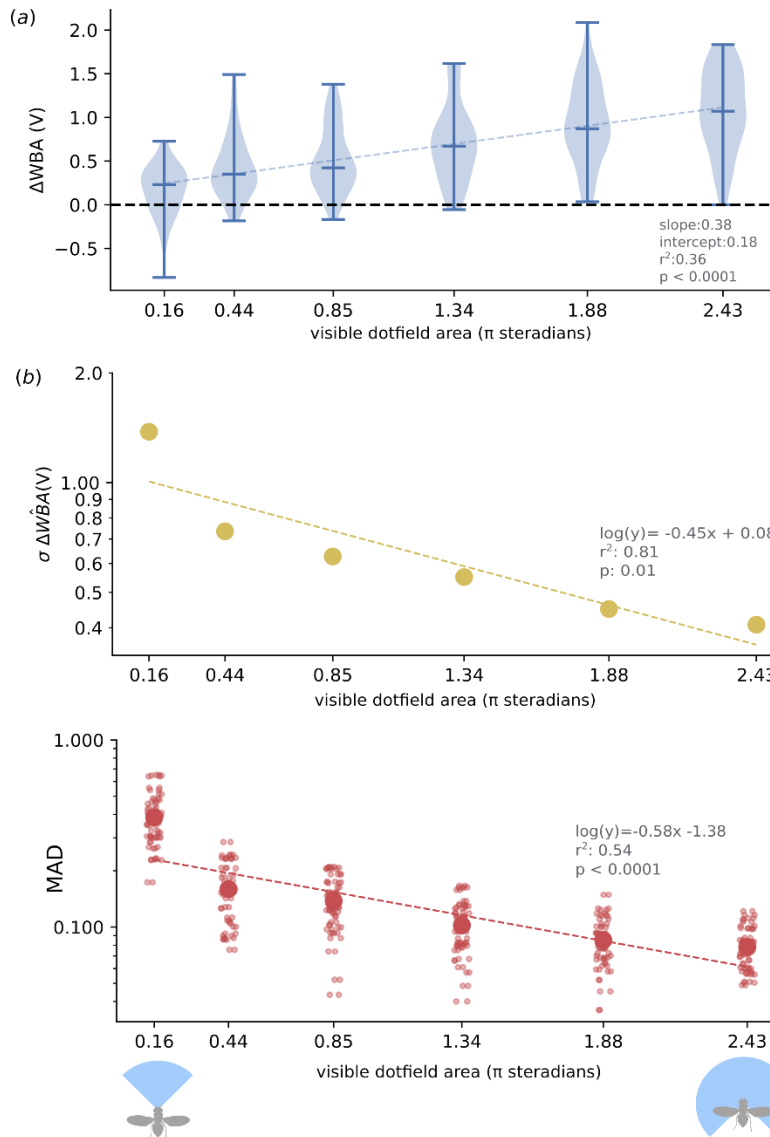 (a)
2.0
1.5
1.0
0.5
0.0
−0.5
ΔWBA (V)
slope:0.38
intercept:0.18
r²:0.36
p < 0.0001
0.16 0.44 0.85 1.34 1.88 2.43
visible dotfield area (π steradians)
(b)
2.0
1.00
0.9
0.8
0.7
0.6
0.5
0.4
σ ΔWB̂A(V)
log(y)= -0.45x + 0.08
r²: 0.81
p: 0.01
0.16 0.44 0.85 1.34 1.88 2.43
visible dotfield area (π steradians)
1.000
0.100
MAD
log(y)=-0.58x -1.38
r²: 0.54
p < 0.0001
0.16 0.44 0.85 1.34 1.88 2.43
visible dotfield area (π steradians)